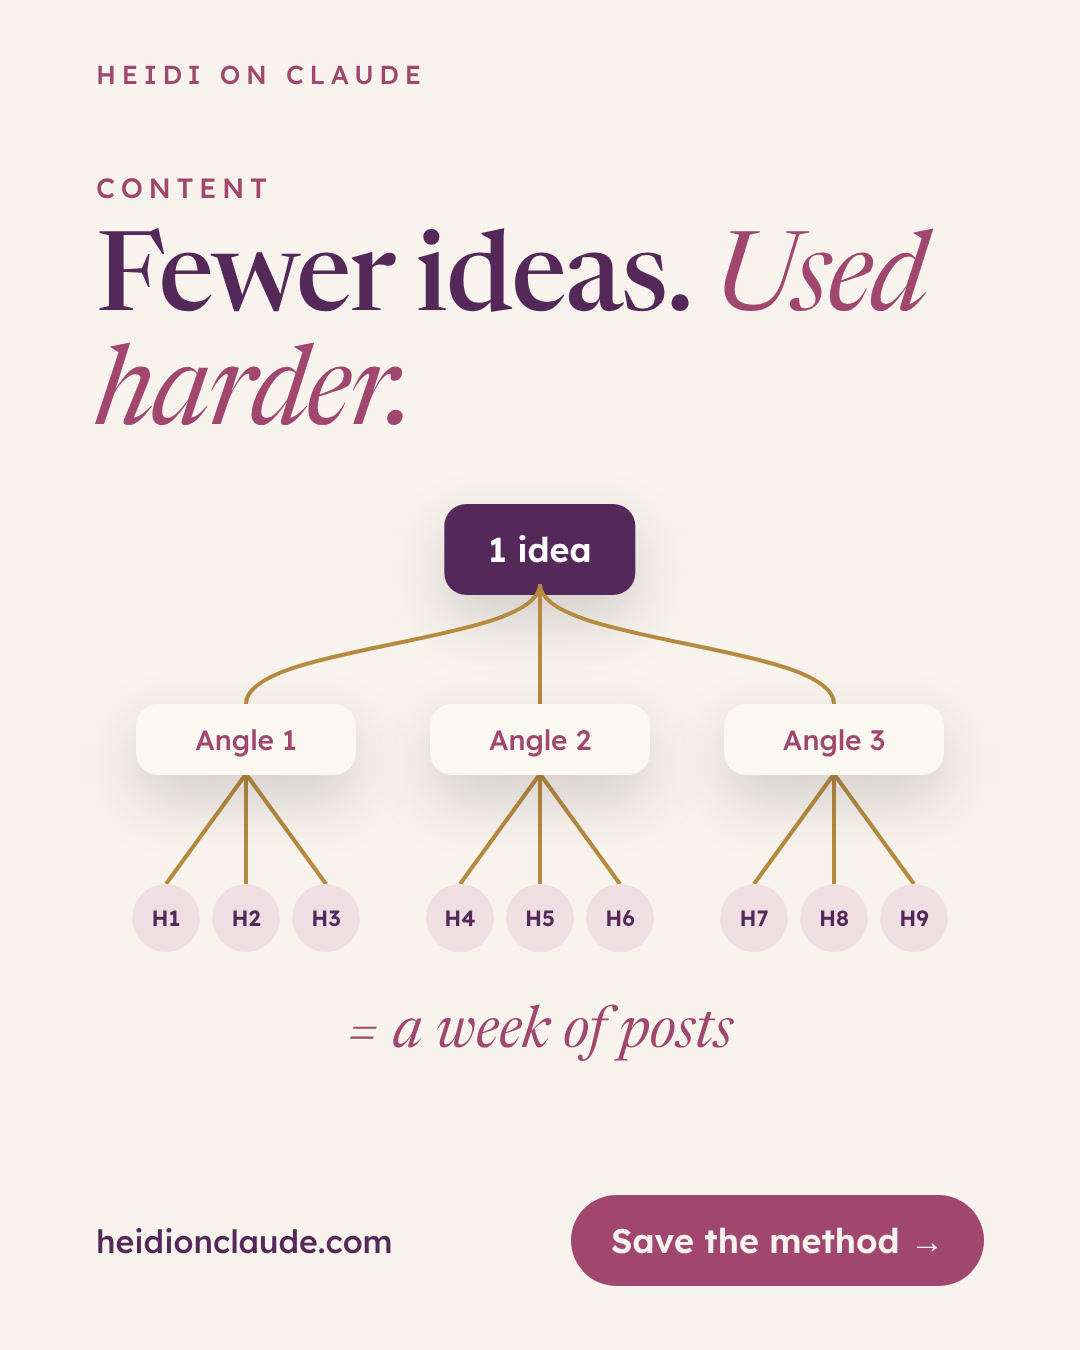 HEIDI ON CLAUDE
CONTENT
Fewer ideas. Used
harder.
1 idea
Angle 1 Angle 2 Angle 3
H1 H2 H3 H4 H5 H6 H7 H8 H9
= a week of posts
heidionclaude.com Save the method →